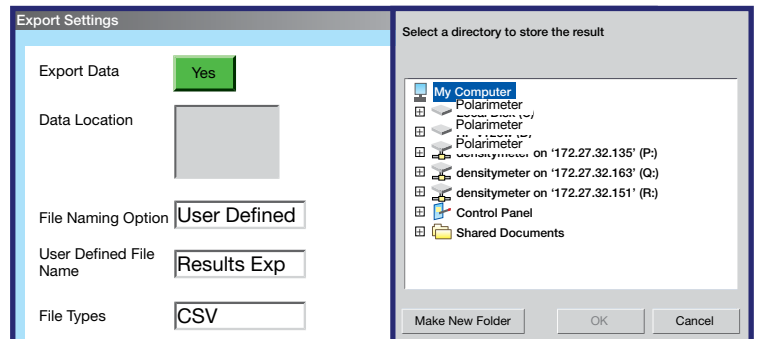 Export Settings
Export Data
Yes
Data Location
File Naming Option
User Defined
User Defined File
Name
Results Exp
File Types
CSV
Select a directory to store the result
My Computer
Polarimeter
Polarimeter
Polarimeter
densitymeter on ‘172.27.32.135’ (P:)
densitymeter on ‘172.27.32.163’ (Q:)
densitymeter on ‘172.27.32.151’ (R:)
Control Panel
Shared Documents
Make New Folder
OK
Cancel